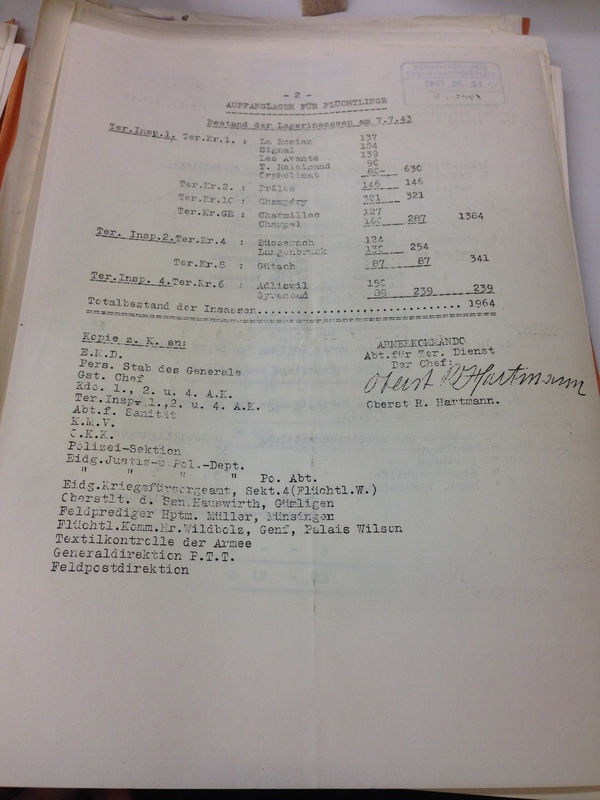 - 2 -
AUFFANGLAGER FÜR FLÜCHTLINGE
Bestand der Lagerinsassen am 7.7.43
Ter.Insp.1. Ter.Kr.1. : La Rosiaz 137
Signal 184
Les Avants 139
T. Haldimand 90
Orphelinat 80- 630
Ter.Kr.2. : Prêles 146 146
Ter.Kr.10 : Champéry 321 321
Ter.Kr.GE : Charmilles 127
Champel 160 287 1384
Ter. Insp.2.Ter.Kr.4 : Büsserach
Langenbruck 254
Ter.Kr.8 : Gütsch 87 87 341
Ter.Insp. 4.Ter.Kr.6 : Adliswil 150
Gyrenbad 89 239 239
Totalbestand der Insassen 1964
Kopie z. K. an:
E.M.D.
Pers. Stab des Generals
Gst. Chef
Kdo. 1., 2. u. 4. A.K.
Ter.Insp. 1.,2. u. 4. A.K.
Abt.f. Sanität
K.M.V.
O.K.K.
Polizei-Sektion
Eidg.Justiz-u.Pol.-Dept.
" " " " Po. Abt.
Eidg.Kriegsfürsorgeamt, Sekt.4(Flüchtl.W.)
Oberstlt. d. San.Hauswirth, Gümligen
Feldprediger Hptm. Müller, Münsingen
Flüchtl.Komm.Hr.Wildbolz, Genf, Palais Wilson
Textilkontrolle der Armee
Generaldirektion P.T.T.
Feldpostdirektion
ARMEEKOMMANDO
Abt.für Ter. Dienst
Der Chef:
Oberst R Hartmann
Oberst R. Hartmann.